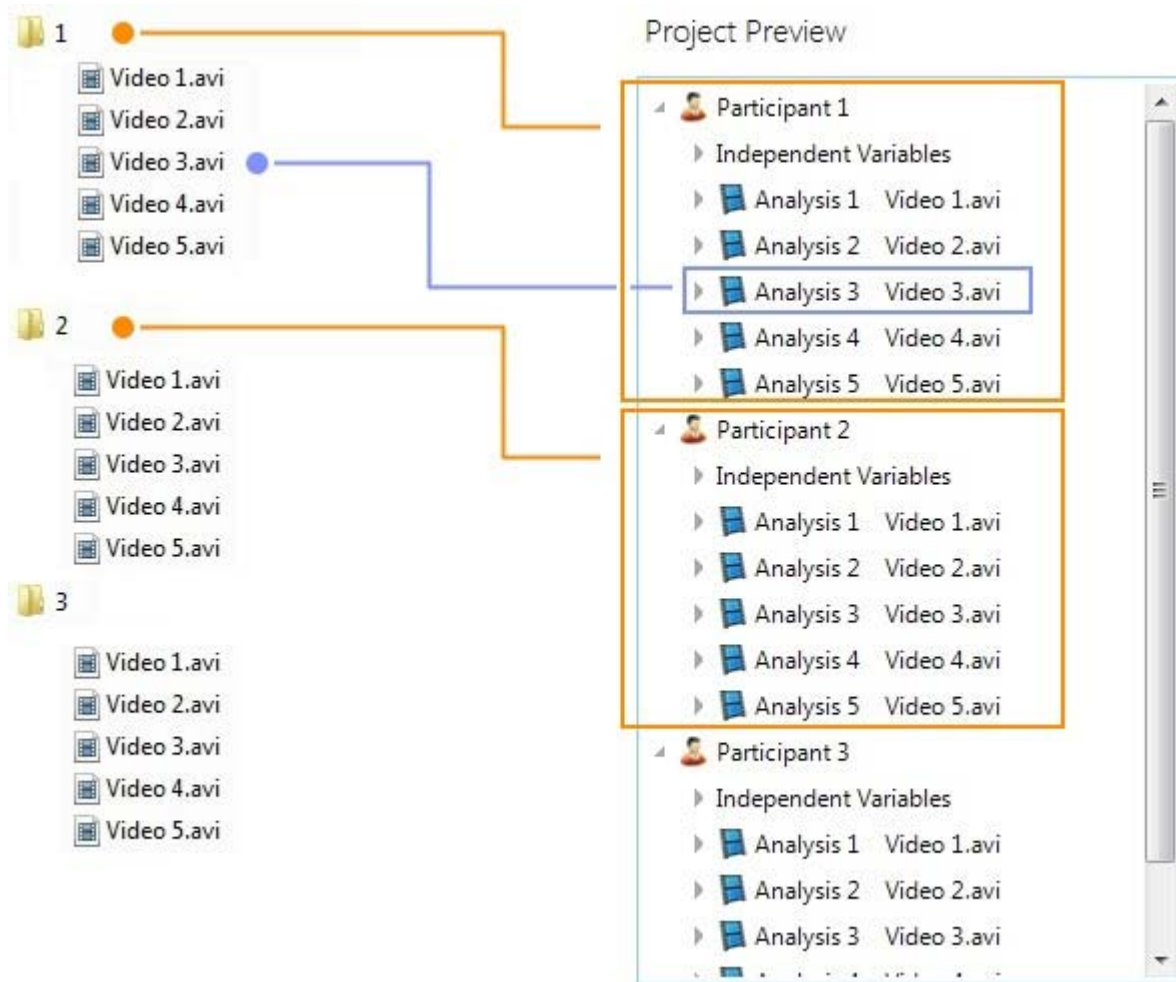 1
Video 1.avi
Video 2.avi
Video 3.avi
Video 4.avi
Video 5.avi
2
Video 1.avi
Video 2.avi
Video 3.avi
Video 4.avi
Video 5.avi
3
Video 1.avi
Video 2.avi
Video 3.avi
Video 4.avi
Video 5.avi
Project Preview
Participant 1
Independent Variables
Analysis 1 Video 1.avi
Analysis 2 Video 2.avi
Analysis 3 Video 3.avi
Analysis 4 Video 4.avi
Analysis 5 Video 5.avi
Participant 2
Independent Variables
Analysis 1 Video 1.avi
Analysis 2 Video 2.avi
Analysis 3 Video 3.avi
Analysis 4 Video 4.avi
Analysis 5 Video 5.avi
Participant 3
Independent Variables
Analysis 1 Video 1.avi
Analysis 2 Video 2.avi
Analysis 3 Video 3.avi